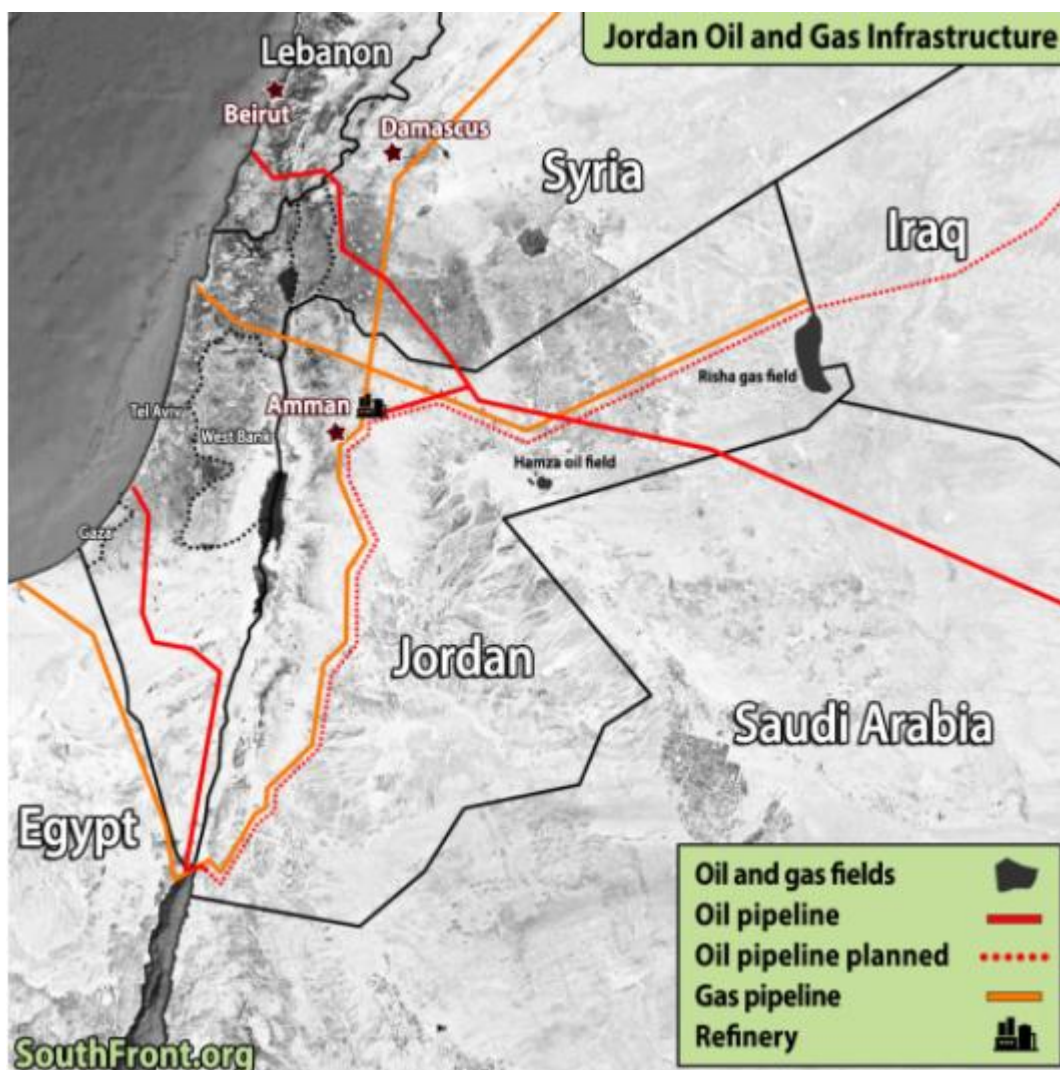 Jordan Oil and Gas Infrastructure
Lebanon
Beirut
Damascus
Syria
Iraq
Risha gas field
Amman
Tel Aviv
West Bank
Hamza oil field
Gaza
Jordan
Saudi Arabia
Egypt
Oil and gas fields
Oil pipeline
Oil pipeline planned
Gas pipeline
Refinery
SouthFront.org